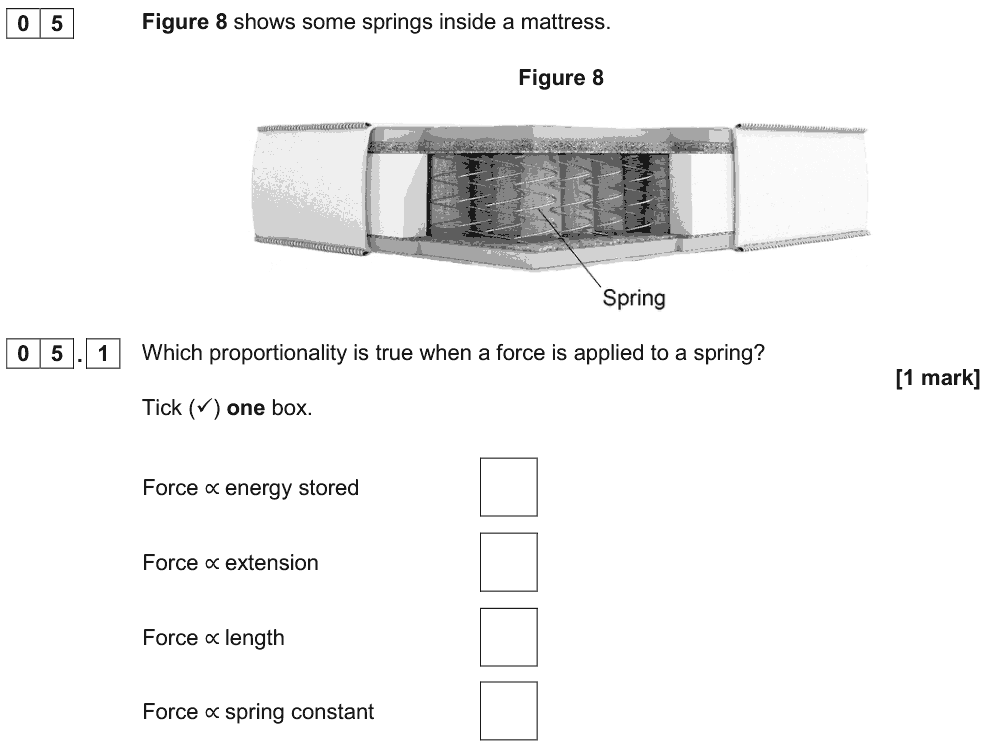 0 5 Figure 8 shows some springs inside a mattress.
Figure 8
Spring
0 5 . 1 Which proportionality is true when a force is applied to a spring?
[1 mark]
Tick (✓) one box.
Force ∝ energy stored
Force ∝ extension
Force ∝ length
Force ∝ spring constant